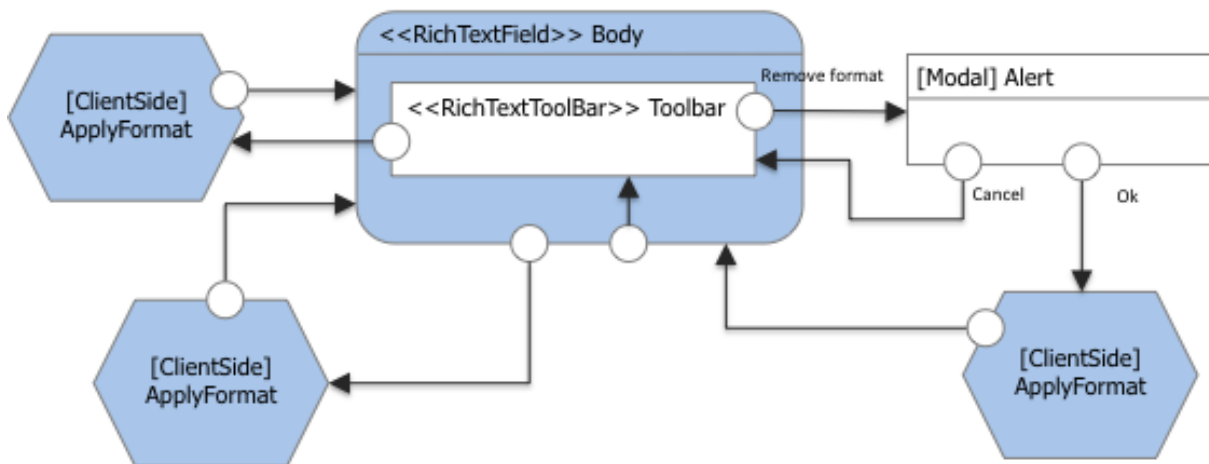 <<RichTextField>> Body
[ClientSide]
ApplyFormat
<<RichTextToolBar>> Toolbar
Remove format
[Modal] Alert
Cancel
Ok
[ClientSide]
ApplyFormat
[ClientSide]
ApplyFormat